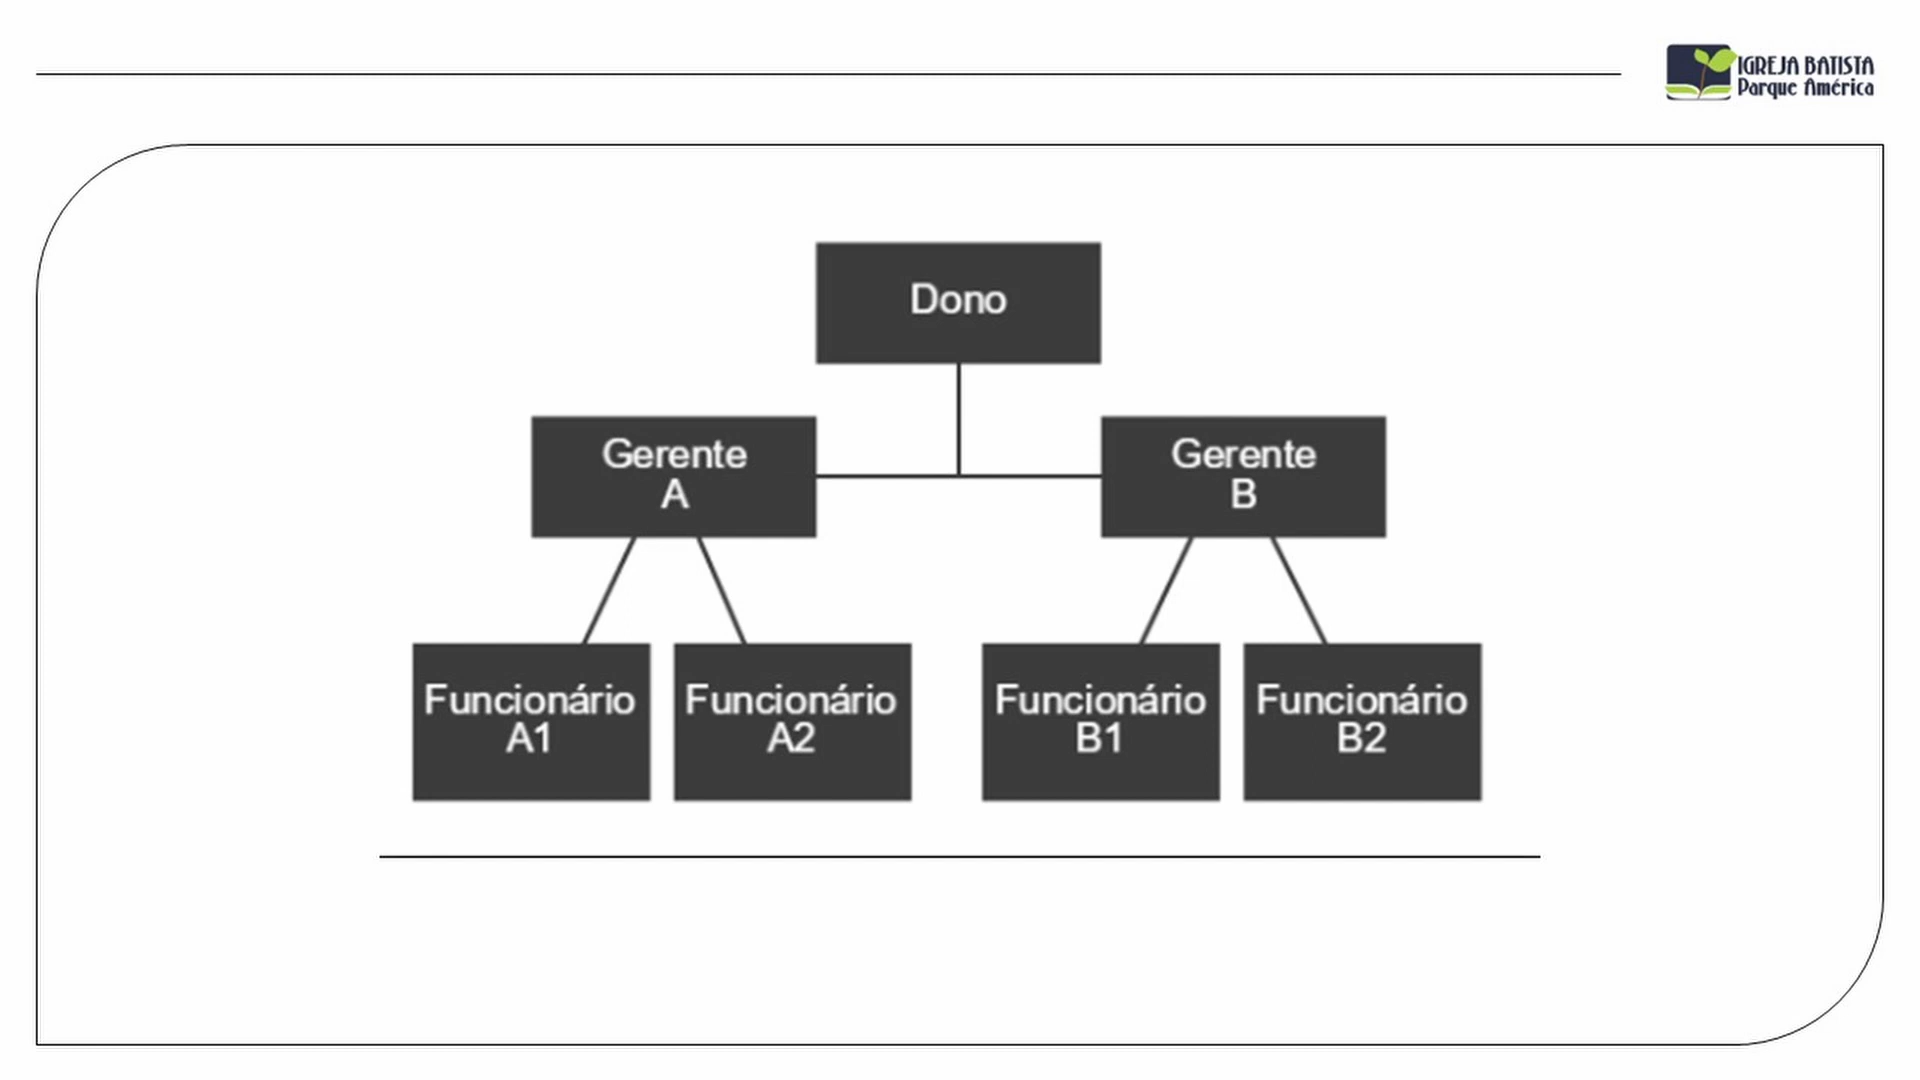 IGREJA BATISTA
Parque América
Dono
Gerente
A
Gerente
B
Funcionário
A1
Funcionário
A2
Funcionário
B1
Funcionário
B2